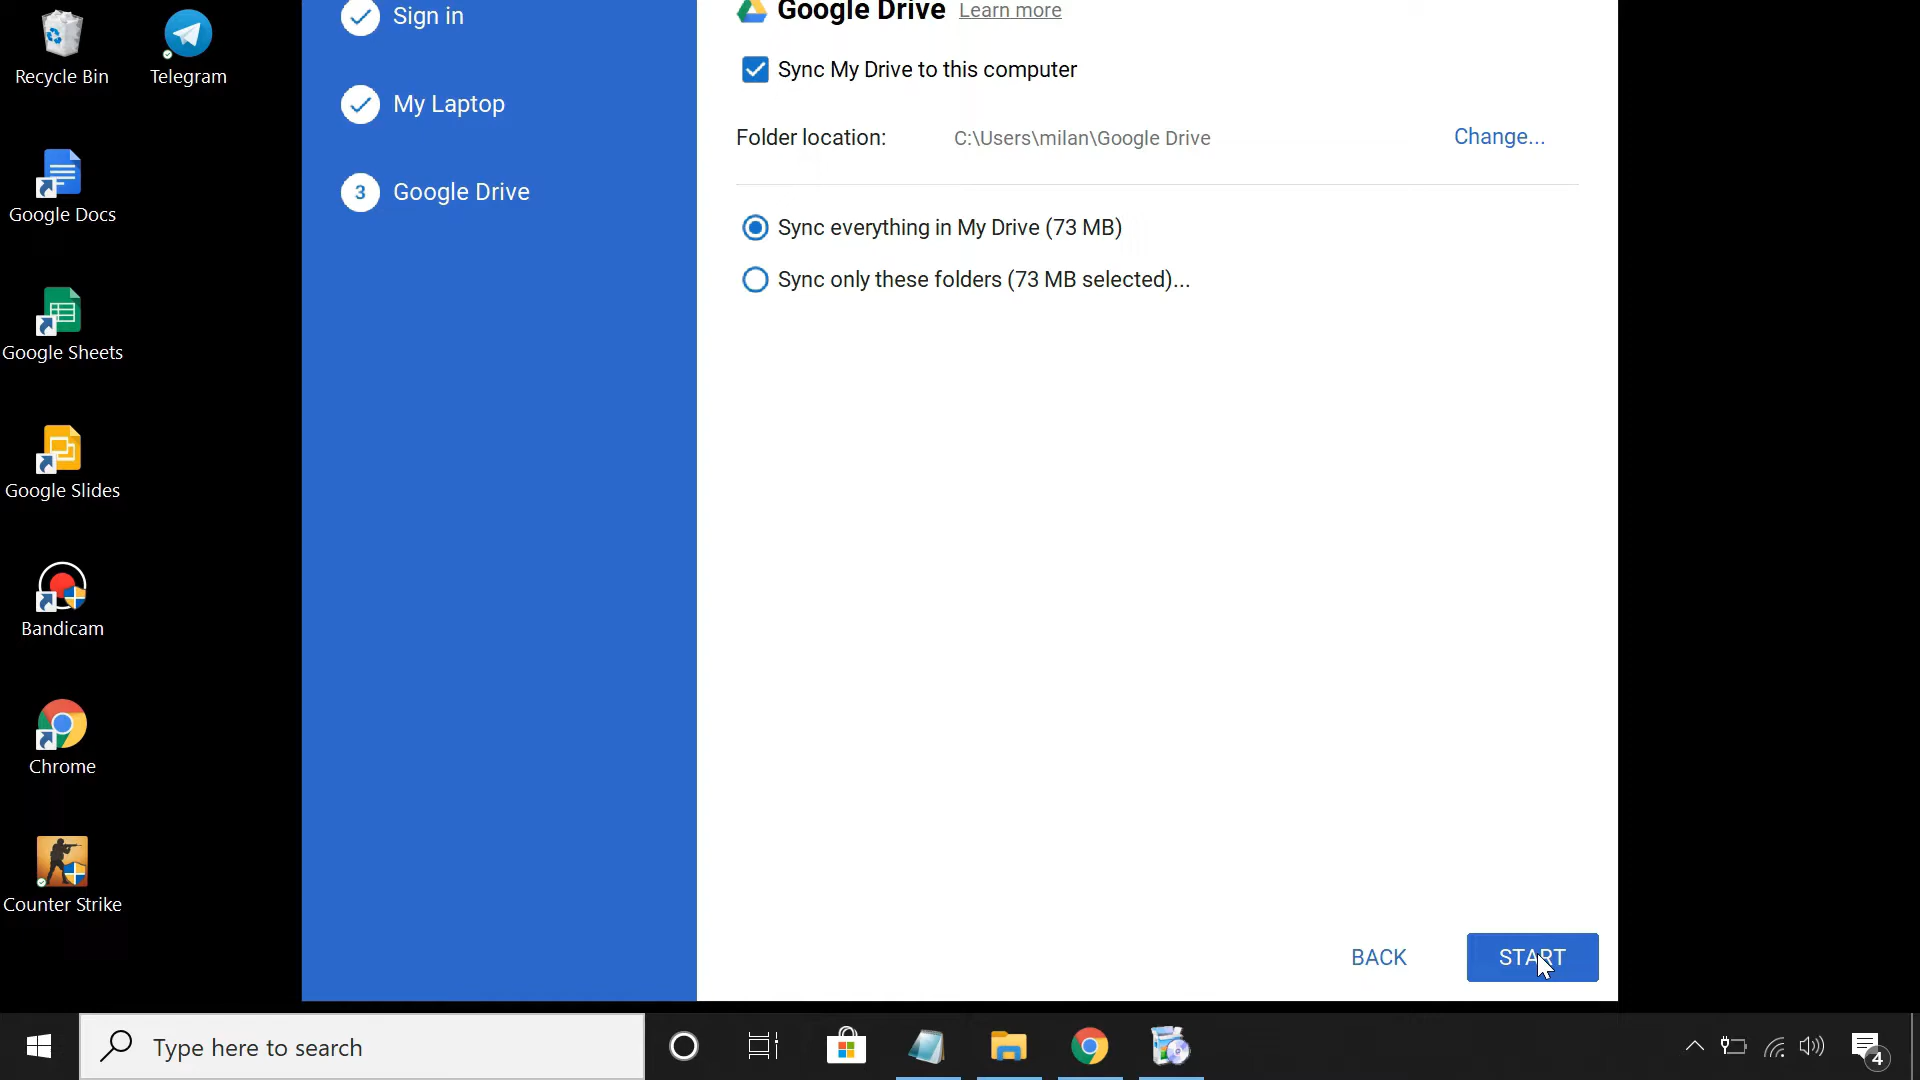 Recycle Bin
Telegram
Google Docs
Google Sheets
Google Slides
Bandicam
Chrome
Counter Strike
Sign in
My Laptop
3 Google Drive
Google Drive Learn more
Sync My Drive to this computer
Folder location: C:\Users\milan\Google Drive Change...
Sync everything in My Drive (73 MB)
Sync only these folders (73 MB selected)...
BACK START
Type here to search
4